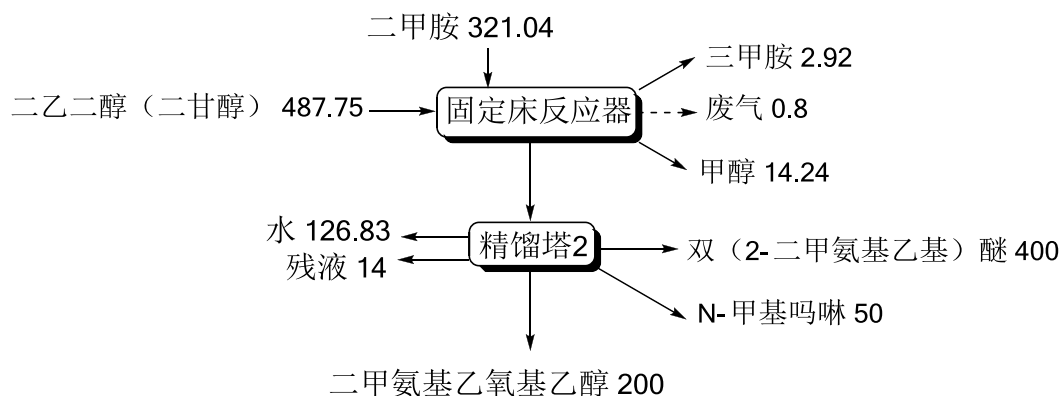 二甲胺 321.04
三甲胺 2.92
二乙二醇（二甘醇）487.75
固定床反应器
废气 0.8
甲醇 14.24
水 126.83
精馏塔2
双（2-二甲氨基乙基）醚 400
残液 14
N-甲基吗啉 50
二甲氨基乙氧基乙醇 200